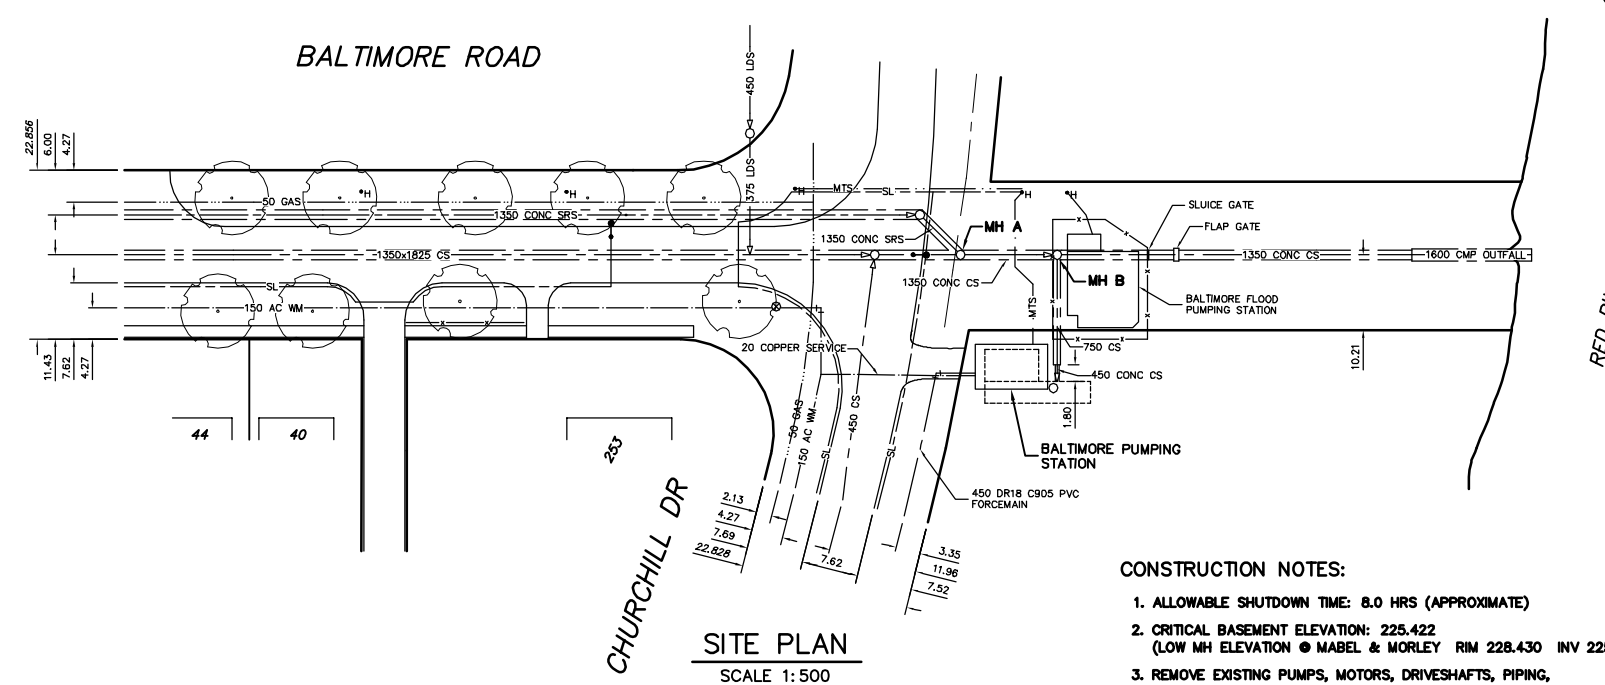 BALTIMORE ROAD
450 LDS
375 LDS
22.856
6.00
4.27
H
H
H
MTS
SL
H
H
50 GAS
1350 CONC SRS
1350 CONC SRS
MH A
SLUICE GATE
FLAP GATE
1350x1825 CS
1350 CONC CS
1350 CONC CS
1600 CMP OUTFALL
MH B
SL
150 AC WM
MTS
BALTIMORE FLOOD
PUMPING STATION
20 COPPER SERVICE
750 CS
450 CONC CS
11.43
7.62
4.27
10.21
1.80
44
40
253
50 GAS
150 AC WM
SL
450 CS
SL
BALTIMORE PUMPING
STATION
450 DR18 C905 PVC
FORCEMAIN
CHURCHILL DR
2.13
4.27
7.69
22.828
7.62
3.35
11.96
7.52
SITE PLAN
SCALE 1:500
CONSTRUCTION NOTES:
1. ALLOWABLE SHUTDOWN TIME: 8.0 HRS (APPROXIMATE)
2. CRITICAL BASEMENT ELEVATION: 225.422
(LOW MH ELEVATION @ MABEL & MORLEY RIM 228.430 INV
3. REMOVE EXISTING PUMPS, MOTORS, DRIVESHAFTS, PIPING,
RED